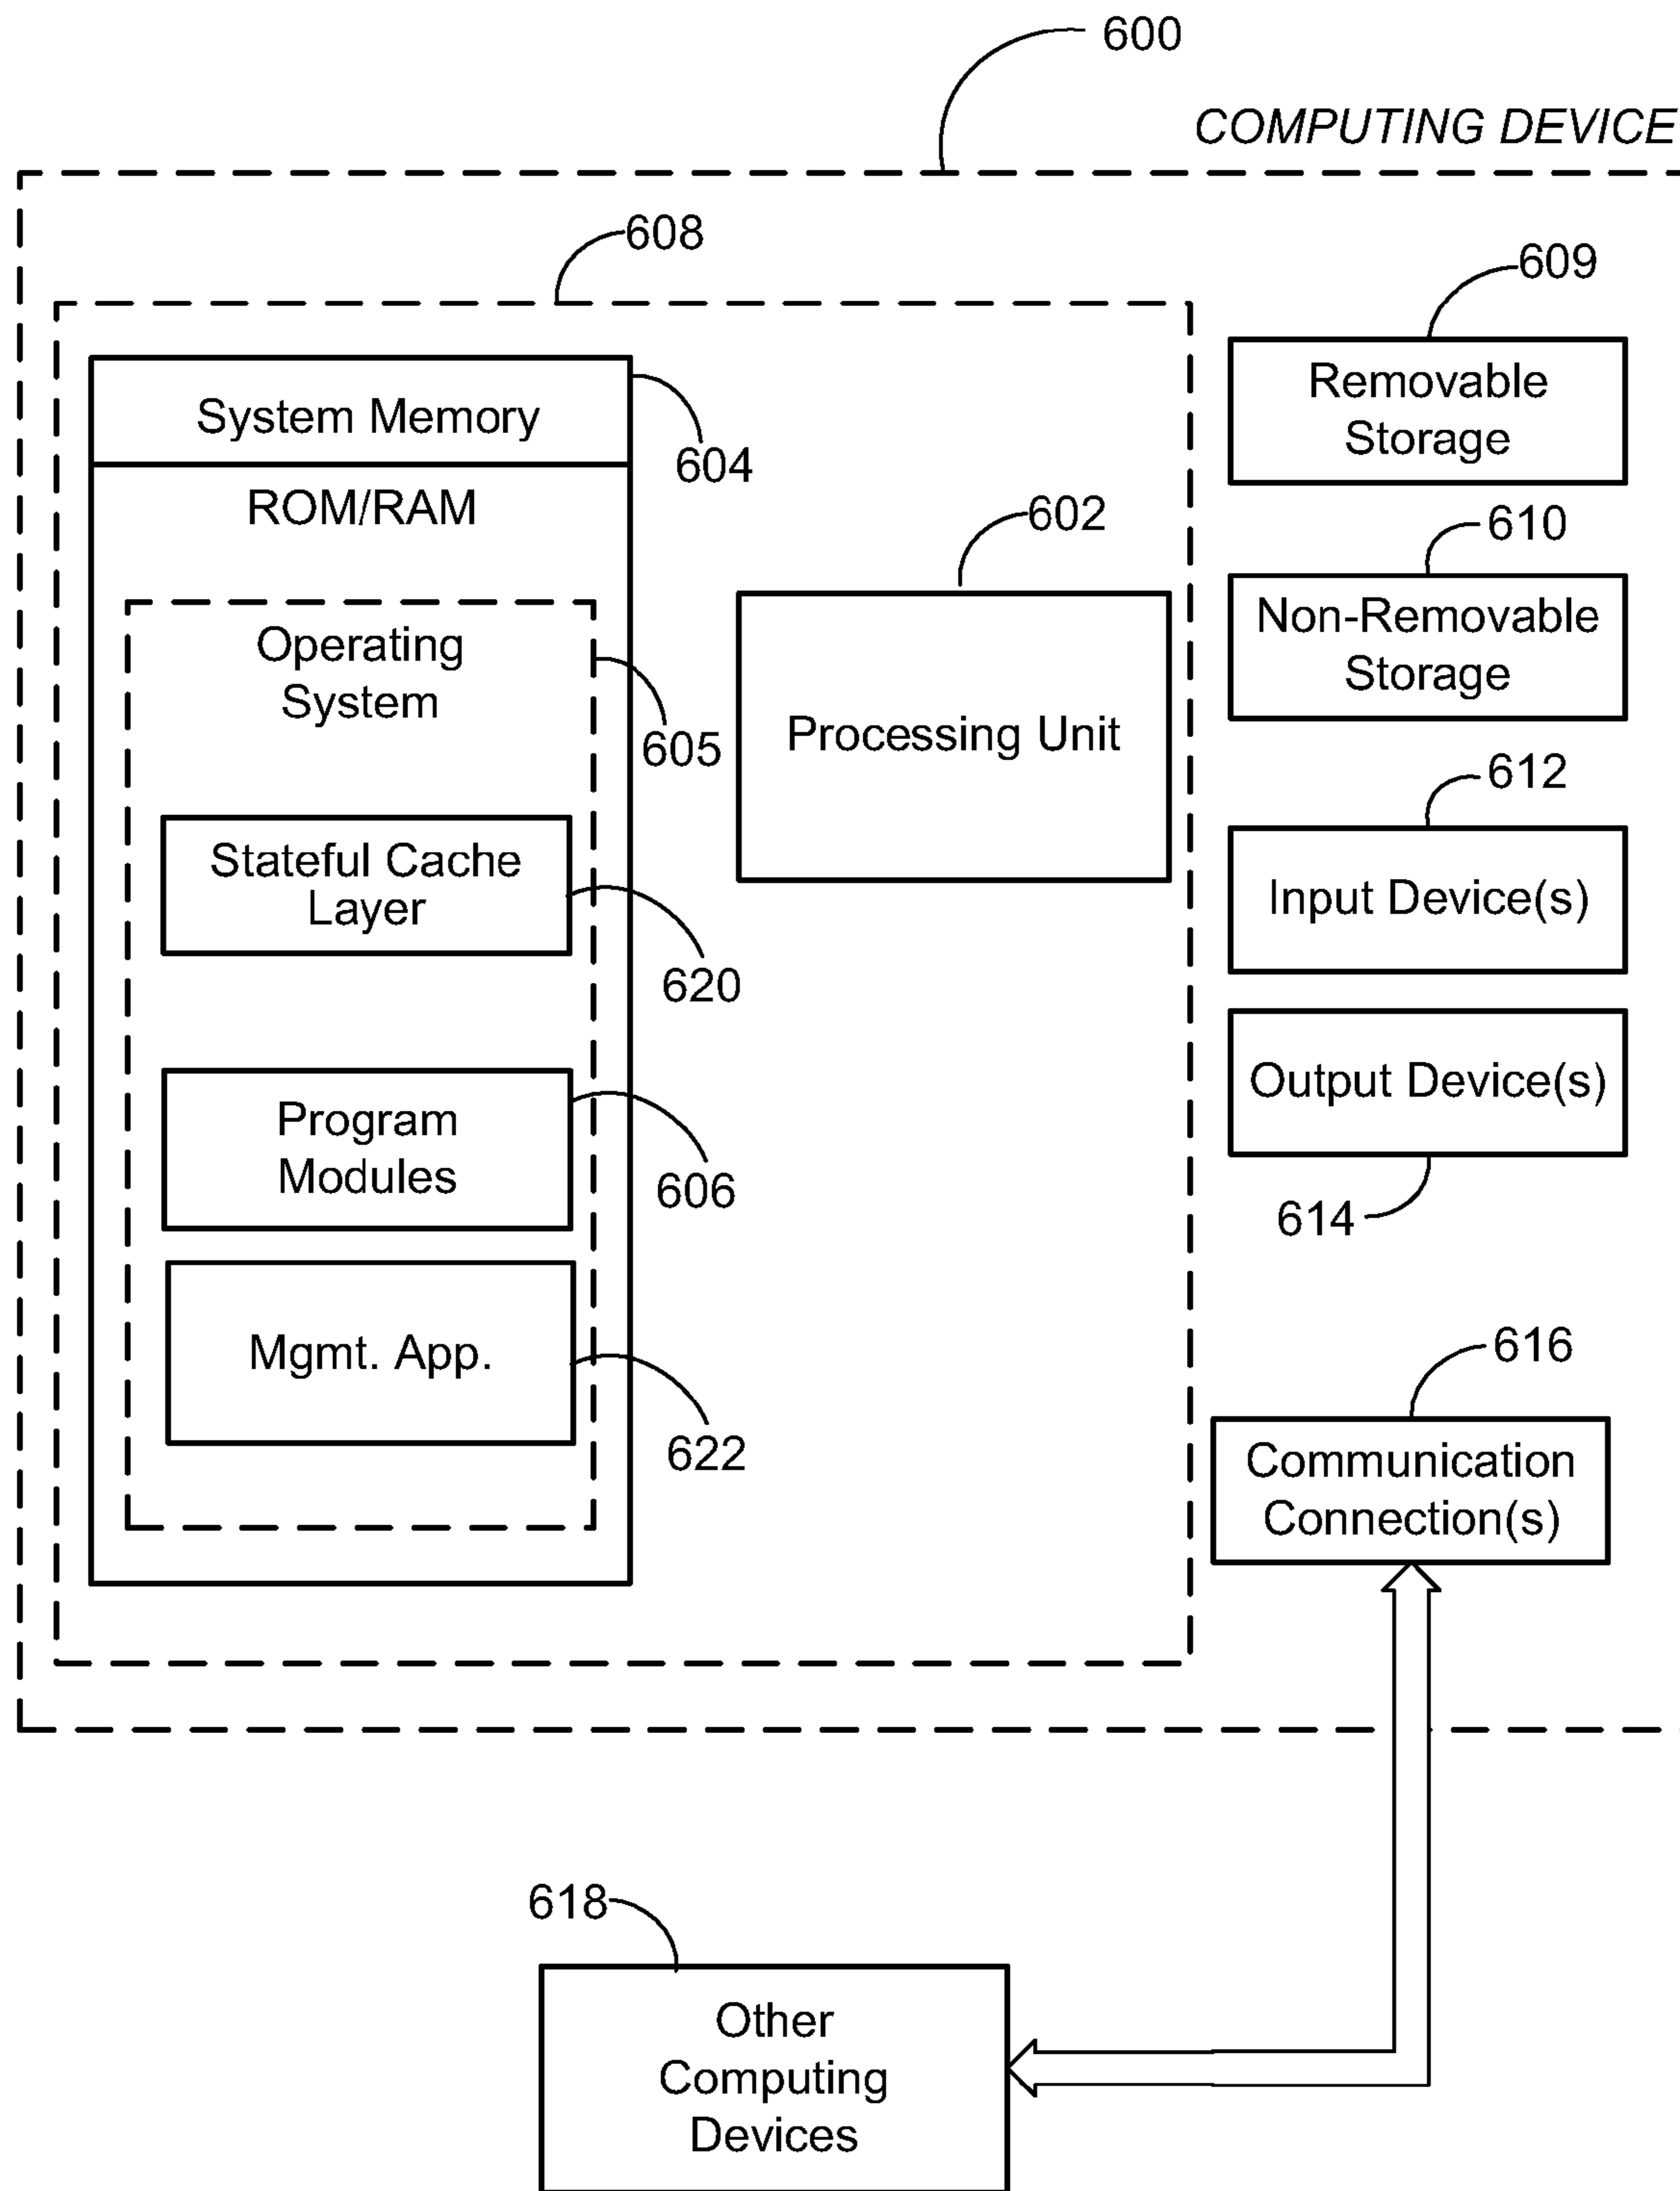 600
COMPUTING DEVICE
608
609
Removable
Storage
System Memory
604
ROM/RAM
602
610
Non-Removable
Storage
Operating
System
605
Processing Unit
612
Input Device(s)
Stateful Cache
Layer
620
Output Device(s)
Program
Modules
606
614
Mgmt. App.
622
616
Communication
Connection(s)
618
Other
Computing
Devices